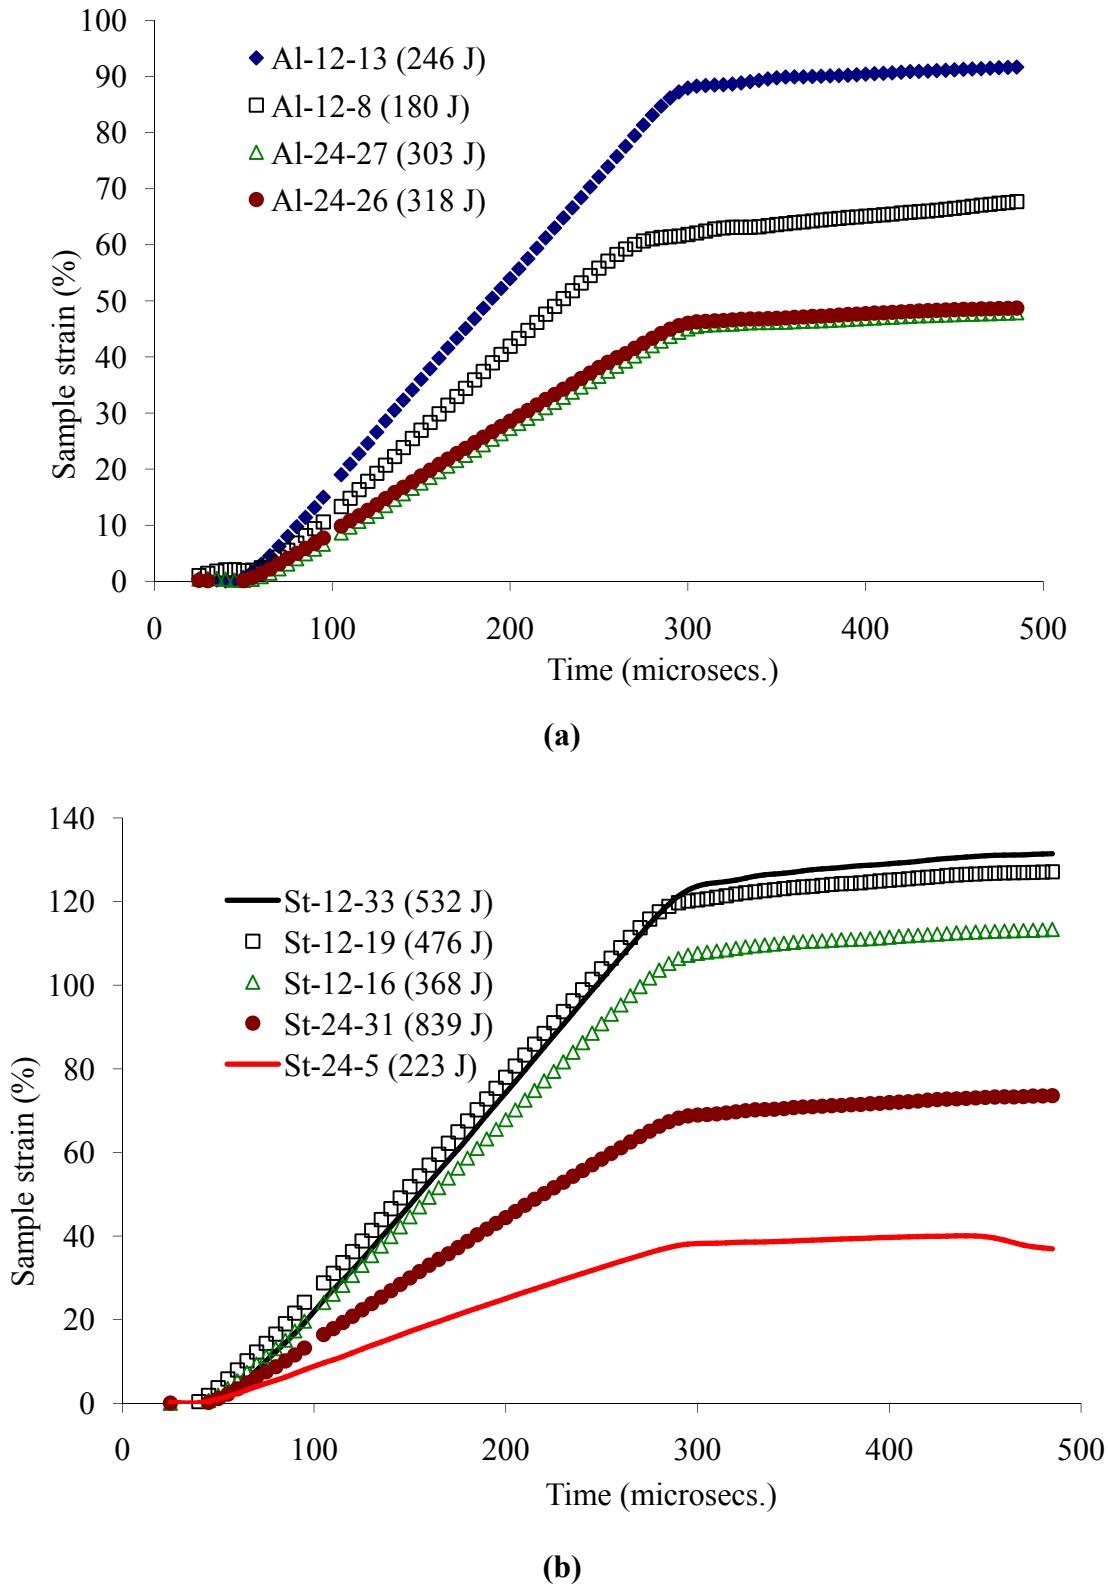 100
90
80
70
60
50
40
30
20
10
0
Sample strain (%)
Al-12-13 (246 J)
Al-12-8 (180 J)
Al-24-27 (303 J)
Al-24-26 (318 J)
0 100 200 300 400 500
Time (microsecs.)
(a)
140
120
100
80
60
40
20
0
Sample strain (%)
St-12-33 (532 J)
St-12-19 (476 J)
St-12-16 (368 J)
St-24-31 (839 J)
St-24-5 (223 J)
0 100 200 300 400 500
Time (microsecs.)
(b)